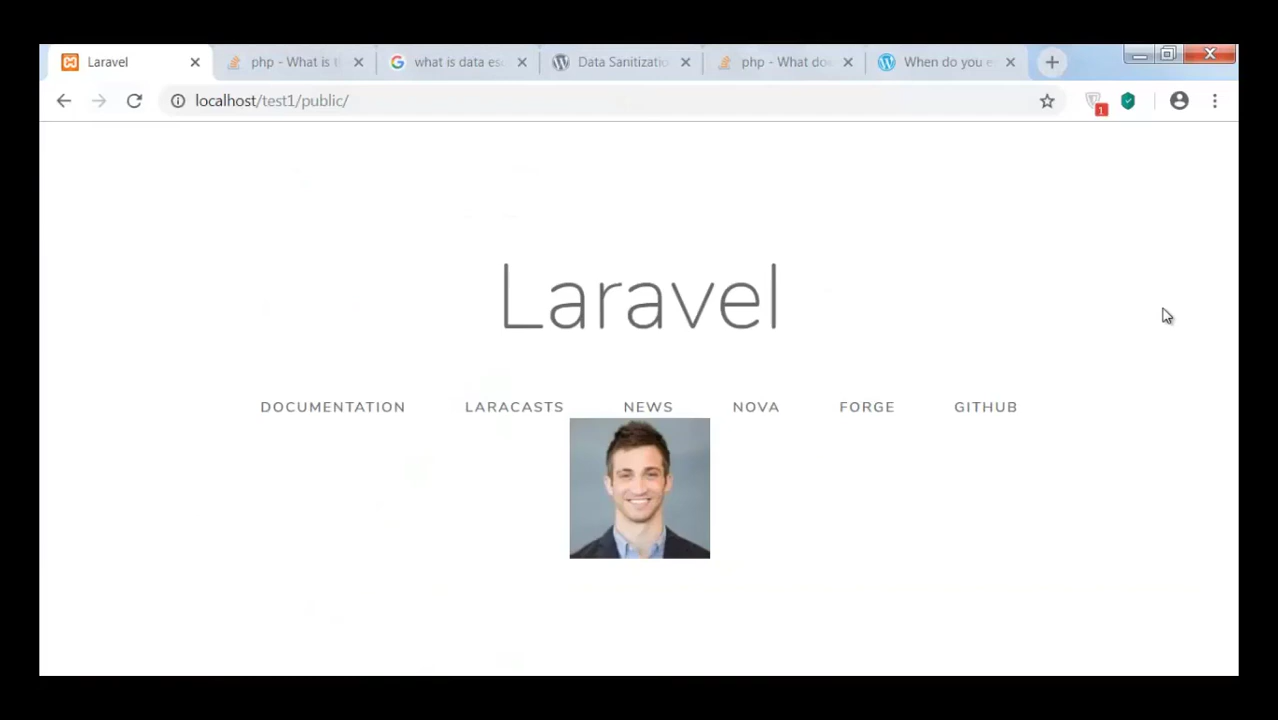 Laravel
php - What is t
what is data es
Data Sanitizatio
php - What do
When do you e
localhost/test1/public/
1
Laravel
DOCUMENTATION LARACASTS NEWS NOVA FORGE GITHUB